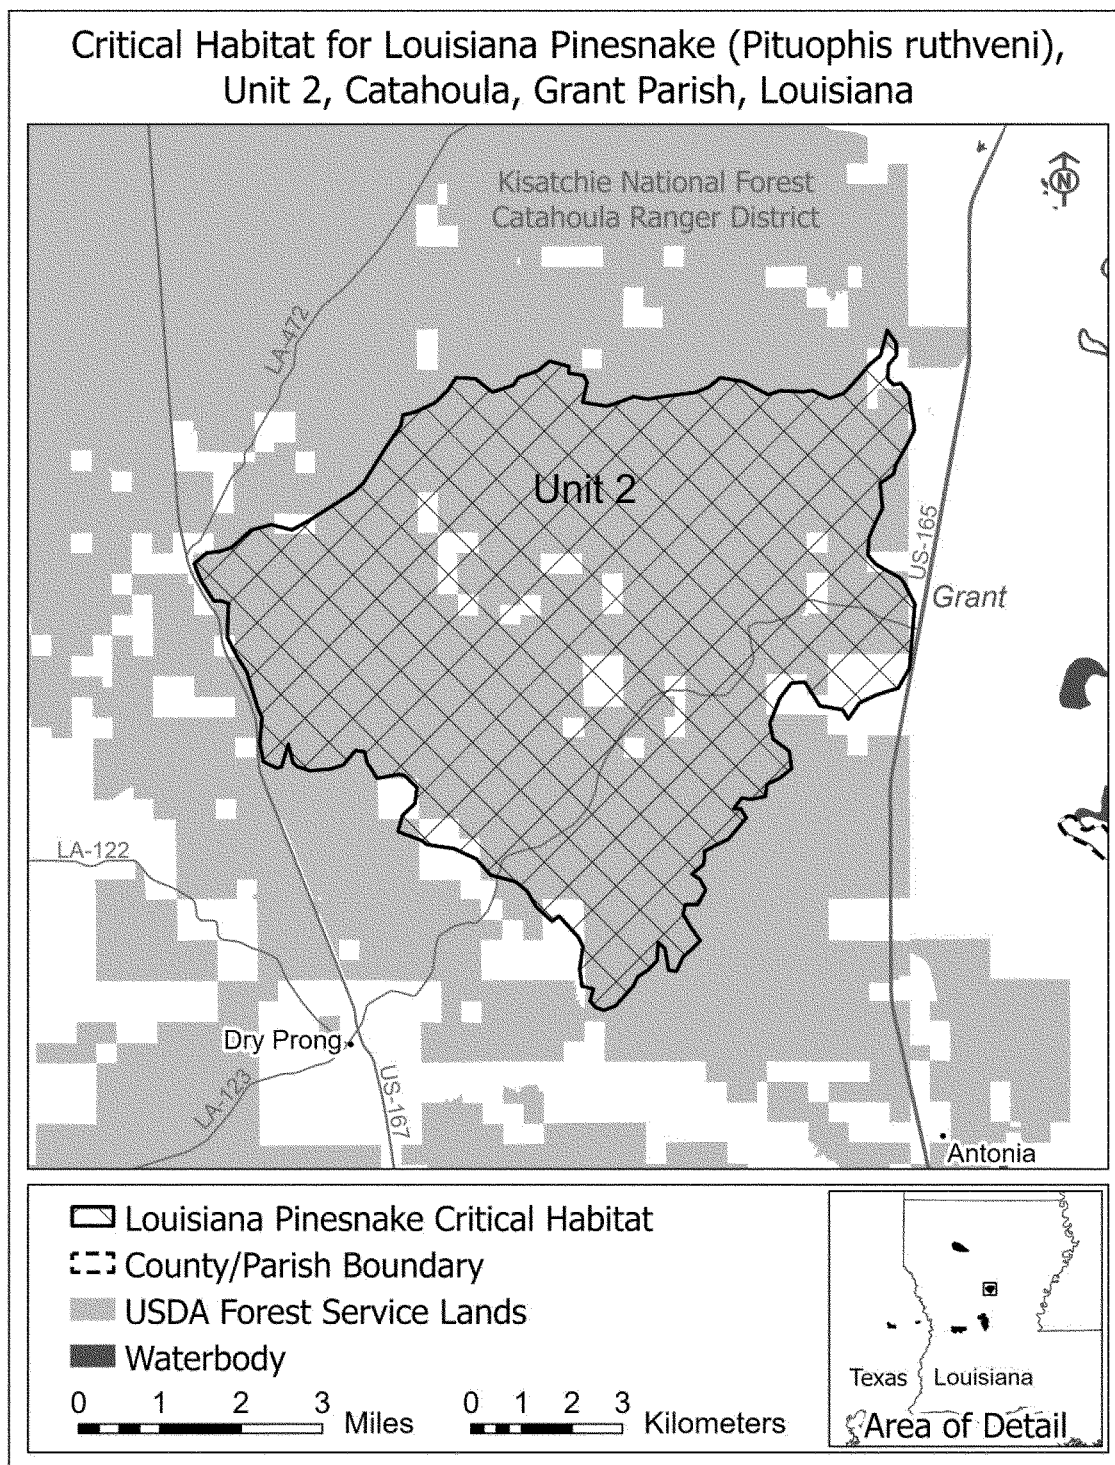 Critical Habitat for Louisiana Pinesnake (Pituophis ruthveni),
Unit 2, Catahoula, Grant Parish, Louisiana
Kisatchie National Forest
Catahoula Ranger District
N
LA-472
Unit 2
US-165
Grant
LA-122
Dry Prong
LA-123
US-167
Antonia
Louisiana Pinesnake Critical Habitat
County/Parish Boundary
USDA Forest Service Lands
Waterbody
0 1 2 3 Miles
0 1 2 3 Kilometers
Texas Louisiana
Area of Detail